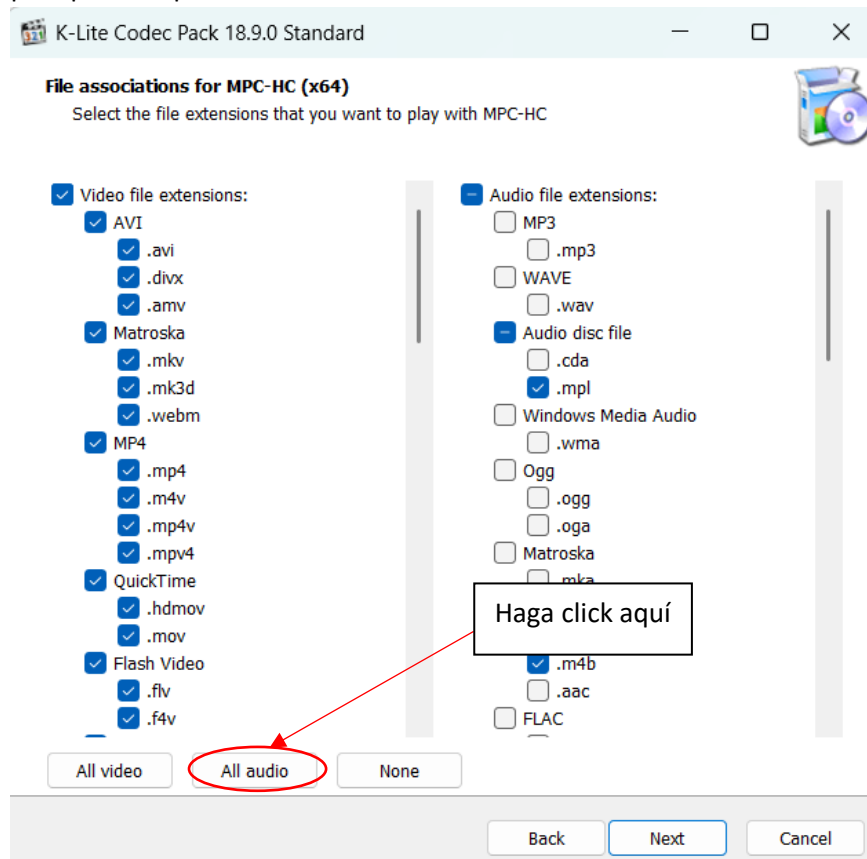 K-Lite Codec Pack 18.9.0 Standard
File associations for MPC-HC (x64)
Select the file extensions that you want to play with MPC-HC
Video file extensions:
AVI
.avi
.divx
.amv
Matroska
.mkv
.mk3d
.webm
MP4
.mp4
.m4v
.mp4v
.mpv4
QuickTime
.hdmov
.mov
Flash Video
.flv
.f4v
Audio file extensions:
MP3
.mp3
WAVE
.wav
Audio disc file
.cda
.mpl
Windows Media Audio
.wma
Ogg
.ogg
.oga
Matroska
.mka
Haga click aquí
.m4b
.aac
FLAC
All video
All audio
None
Back
Next
Cancel